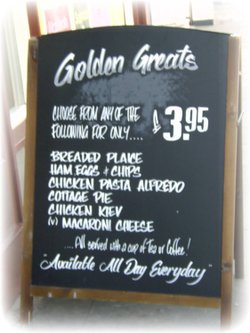 Golden Greats
CHOOSE FROM ANY OF THE
FOLLOWING FOR ONLY.... £3.95
BREADED PLAICE
HAM EGGS & CHIPS
CHICKEN PASTA ALFREDO
COTTAGE PIE
CHICKEN KIEV
(v) MACARONI CHEESE
....All served with a cup of Tea or Coffee!
"Available All Day Everyday"